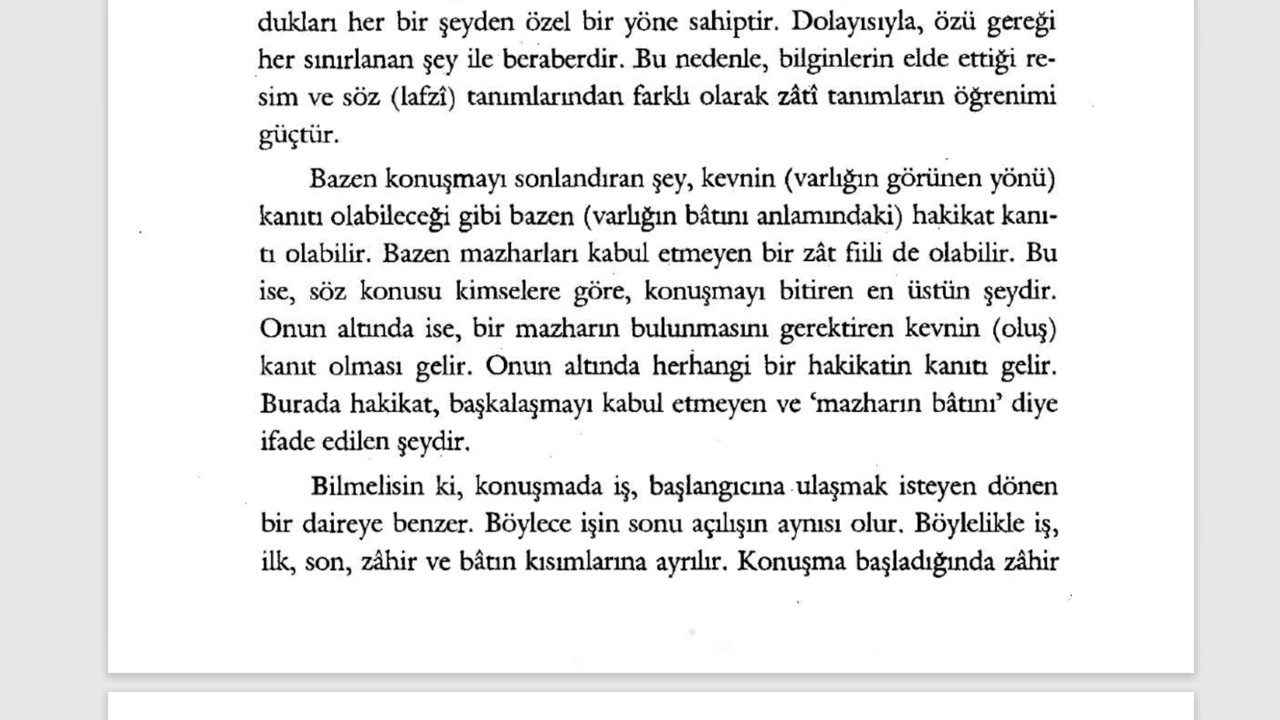 dukları her bir şeyden özel bir yöne sahiptir. Dolayısıyla, özü gereği
her sınırlanan şey ile beraberdir. Bu nedenle, bilginlerin elde ettiği re-
sim ve söz (lafzî) tanımlarından farklı olarak zâtî tanımların öğrenimi
güçtür.
Bazen konuşmayı sonlandıran şey, kevnin (varlığın görünen yönü)
kanıtı olabileceği gibi bazen (varlığın bâtını anlamındaki) hakikat kanı-
tı olabilir. Bazen mazharları kabul etmeyen bir zât fiili de olabilir. Bu
ise, söz konusu kimselere göre, konuşmayı bitiren en üstün şeydir.
Onun altında ise, bir mazharın bulunmasını gerektiren kevnin (oluş)
kanıt olması gelir. Onun altında herhangi bir hakikatin kanıtı gelir.
Burada hakikat, başkalaşmayı kabul etmeyen ve ‘mazharın bâtını’ diye
ifade edilen şeydir.
Bilmelisin ki, konuşmada iş, başlangıcına ulaşmak isteyen dönen
bir daireye benzer. Böylece işin sonu açılışın aynısı olur. Böylelikle iş,
ilk, son, zâhir ve bâtın kısımlarına ayrılır. Konuşma başladığında zâhir